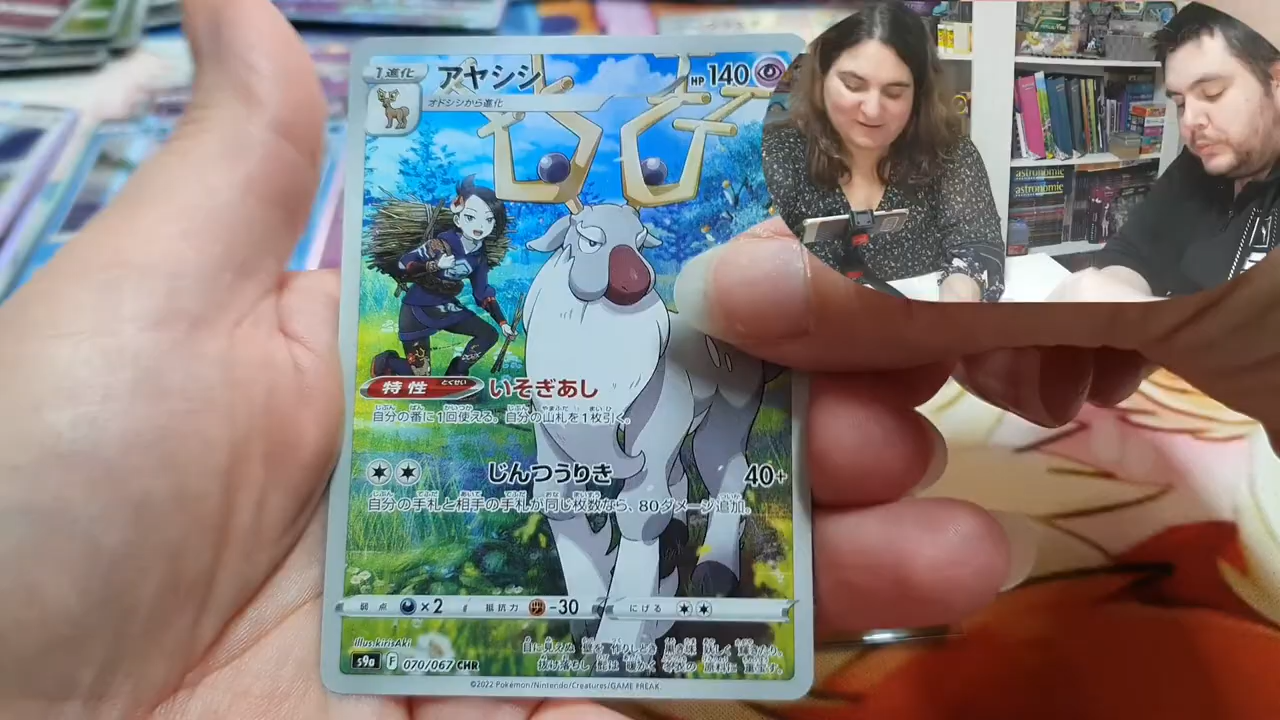 1進化
アヤシシ
HP 140
オドシシから進化
特性 とくせい いそぎあし
自分の番に1回使える。自分の山札を1枚引く。
じんつうりき 40+
自分の手札と相手の手札が同じ枚数なら、80ダメージ追加。
弱点 ×2 抵抗力 -30 にげる
illus.kirisAki
s9a F 070/067 CHR
©2022 Pokémon/Nintendo/Creatures/GAME FREAK.
astronomie
astronomie